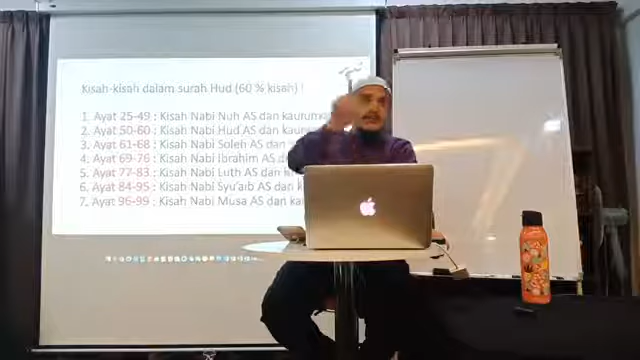 Kisah-kisah dalam surah Hud (60 % kisah) !
1. Ayat 25-49 : Kisah Nabi Nuh AS dan
2. Ayat 50-60 : Kisah Nabi Hud AS dan
3. Ayat 61-68 : Kisah Nabi Soleh AS dan
4. Ayat 69-76 : Kisah Nabi Ibrahim AS
5. Ayat 77-83 : Kisah Nabi Luth AS dan
6. Ayat 84-95 : Kisah Nabi Syu'aib AS dan
7. Ayat 96-99 : Kisah Nabi Musa AS dan